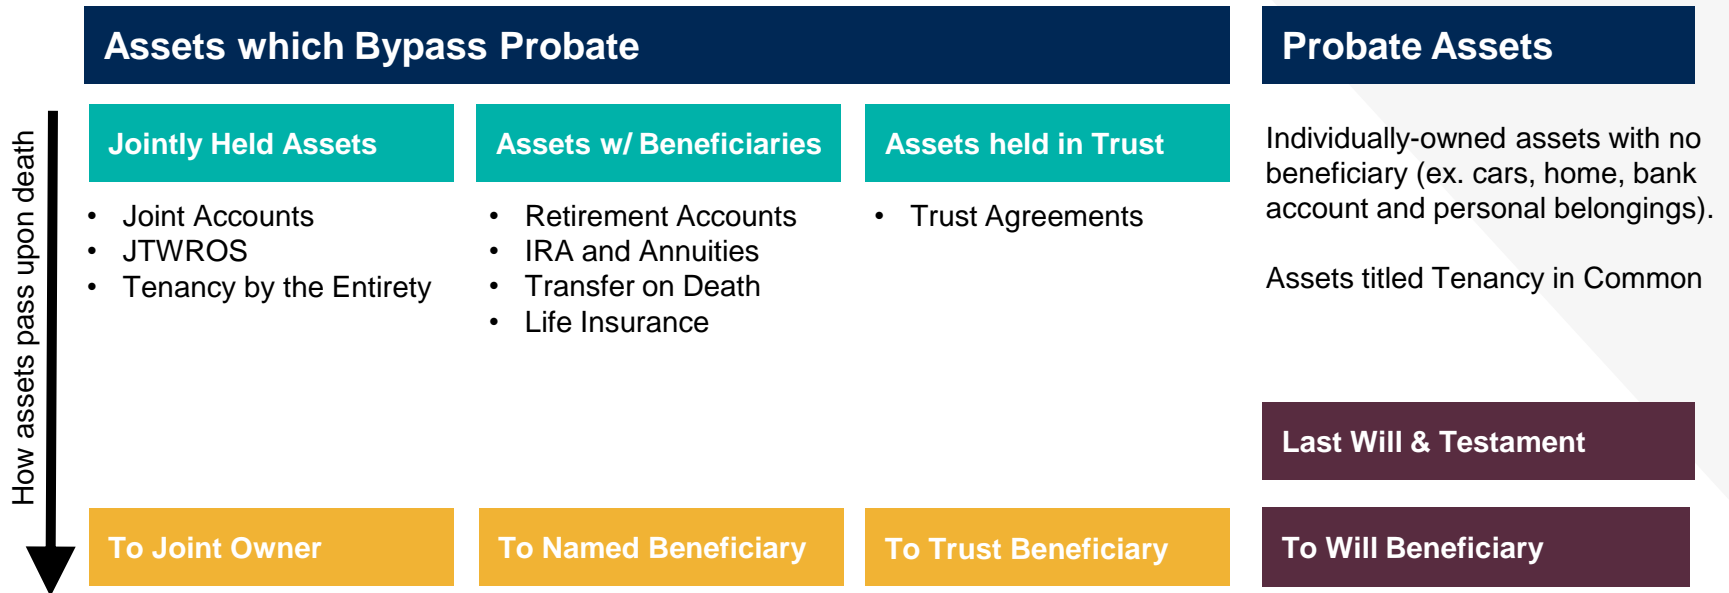 Assets which Bypass Probate
Probate Assets
How assets pass upon death
Jointly Held Assets
• Joint Accounts
• JTWROS
• Tenancy by the Entirety
To Joint Owner
Assets w/ Beneficiaries
• Retirement Accounts
• IRA and Annuities
• Transfer on Death
• Life Insurance
To Named Beneficiary
Assets held in Trust
• Trust Agreements
To Trust Beneficiary
Individually-owned assets with no
beneficiary (ex. cars, home, bank
account and personal belongings).
Assets titled Tenancy in Common
Last Will & Testament
To Will Beneficiary